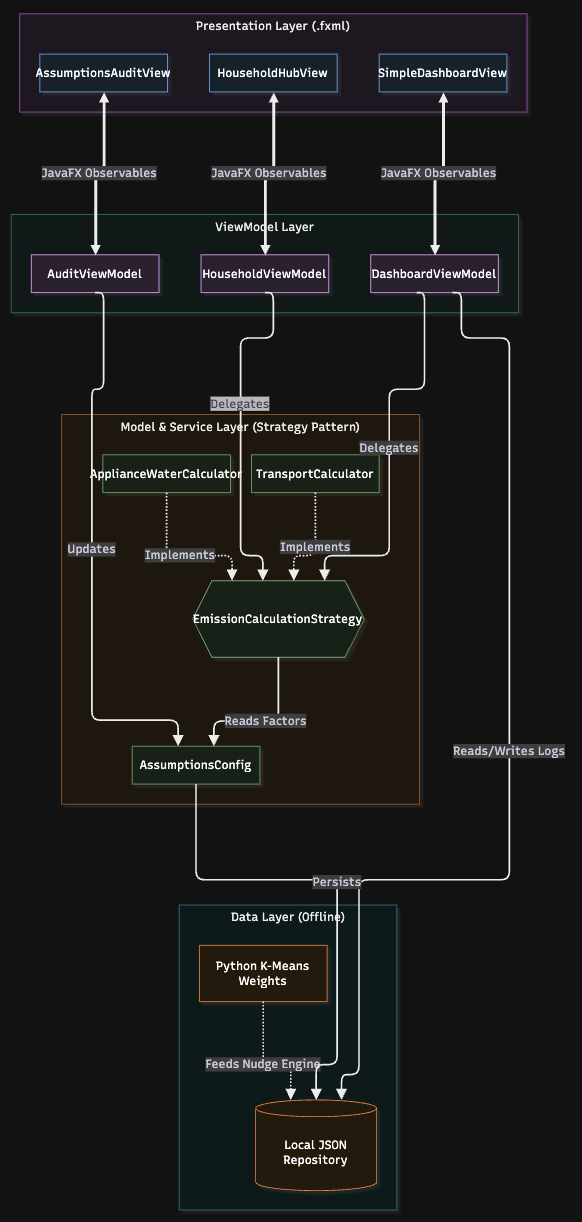 Presentation Layer (.fxml)
AssumptionsAuditView
HouseholdHubView
SimpleDashboardView
JavaFX Observables
JavaFX Observables
JavaFX Observables
ViewModel Layer
AuditViewModel
HouseholdViewModel
DashboardViewModel
Delegates
Model & Service Layer (Strategy Pattern)
Delegates
ApplianceWaterCalculator
TransportCalculator
Updates
Implements
Implements
EmissionCalculationStrategy
Reads Factors
Reads/Writes Logs
AssumptionsConfig
Persists
Data Layer (Offline)
Python K-Means
Weights
Feeds Nudge Engine
Local JSON
Repository